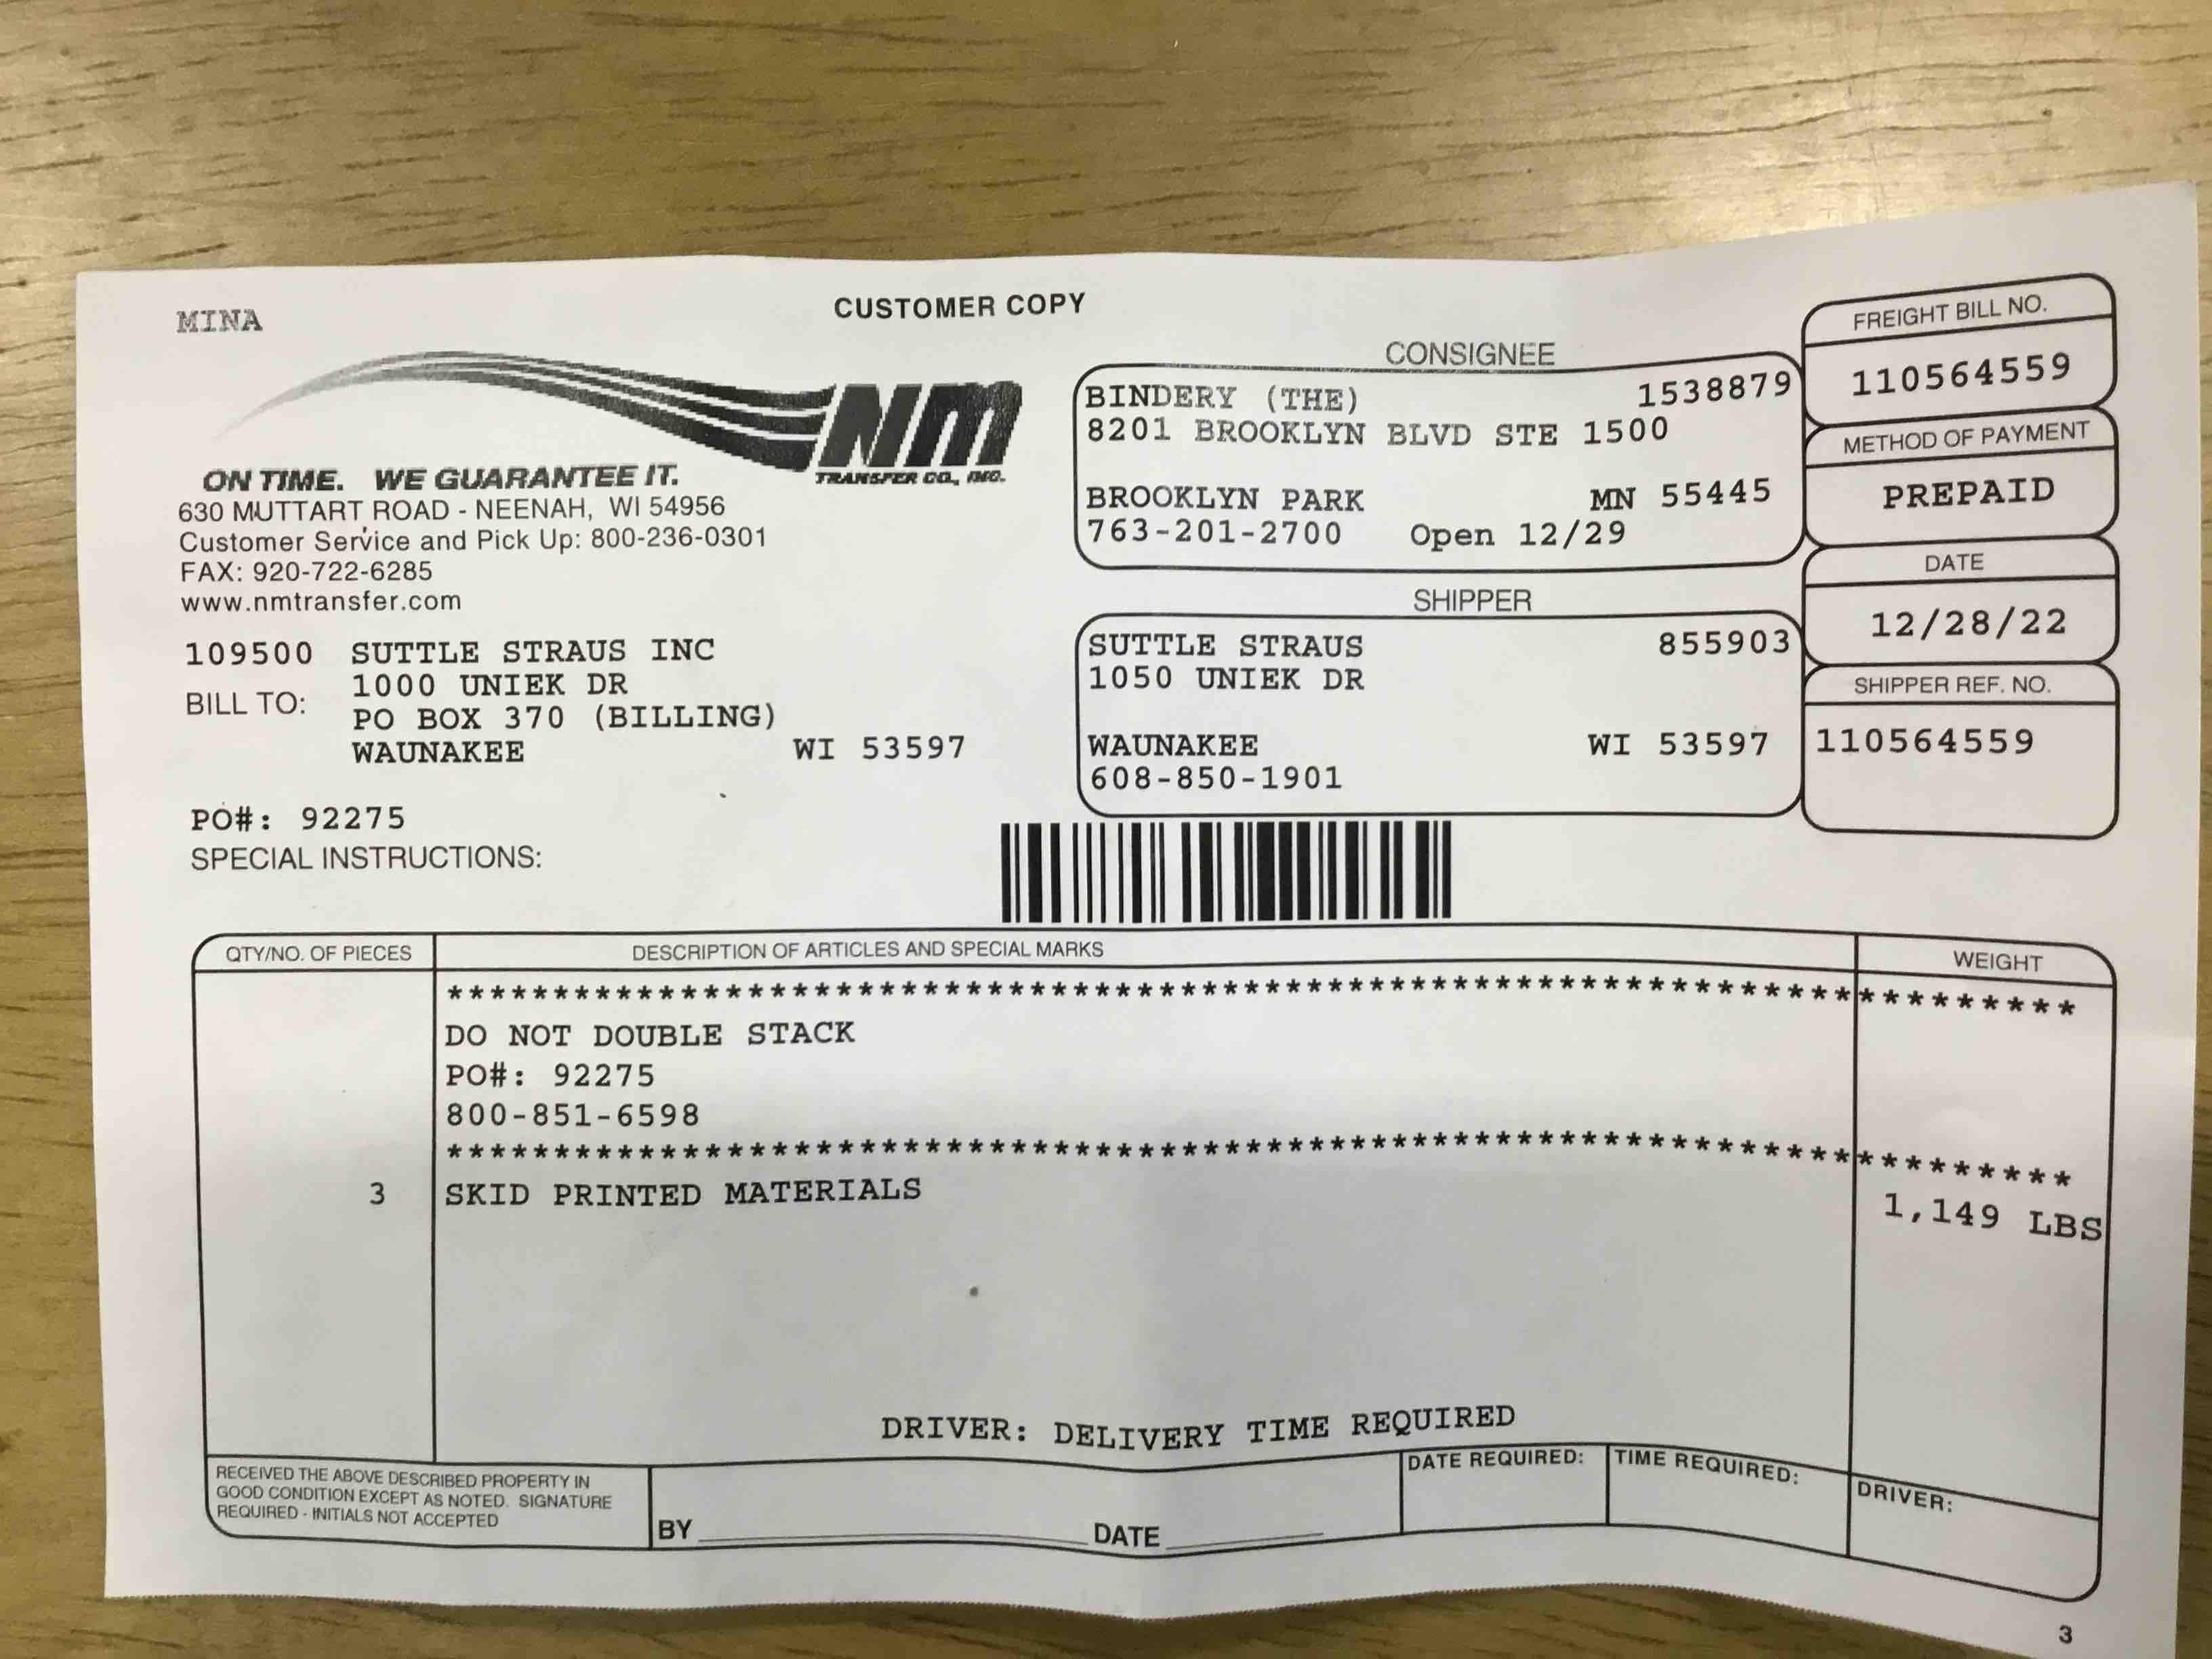 MINA
CUSTOMER COPY
NM
TRANSFER CO., INC.
ON TIME. WE GUARANTEE IT.
630 MUTTART ROAD - NEENAH, WI 54956
Customer Service and Pick Up: 800-236-0301
FAX: 920-722-6285
www.nmtransfer.com
109500 SUTTLE STRAUS INC
BILL TO: 1000 UNIEK DR
PO BOX 370 (BILLING)
WAUNAKEE WI 53597
PO#: 92275
SPECIAL INSTRUCTIONS:
CONSIGNEE
BINDERY (THE) 1538879
8201 BROOKLYN BLVD STE 1500
BROOKLYN PARK MN 55445
763-201-2700 Open 12/29
SHIPPER
SUTTLE STRAUS 855903
1050 UNIEK DR
WAUNAKEE WI 53597
608-850-1901
FREIGHT BILL NO.
110564559
METHOD OF PAYMENT
PREPAID
DATE
12/28/22
SHIPPER REF. NO.
110564559
QTY/NO. OF PIECES DESCRIPTION OF ARTICLES AND SPECIAL MARKS WEIGHT
****************************************************************************
DO NOT DOUBLE STACK
PO#: 92275
800-851-6598
****************************************************************************
3 SKID PRINTED MATERIALS 1,149 LBS
DRIVER: DELIVERY TIME REQUIRED
RECEIVED THE ABOVE DESCRIBED PROPERTY IN
GOOD CONDITION EXCEPT AS NOTED. SIGNATURE
REQUIRED - INITIALS NOT ACCEPTED
BY DATE
DATE REQUIRED: TIME REQUIRED: DRIVER:
3